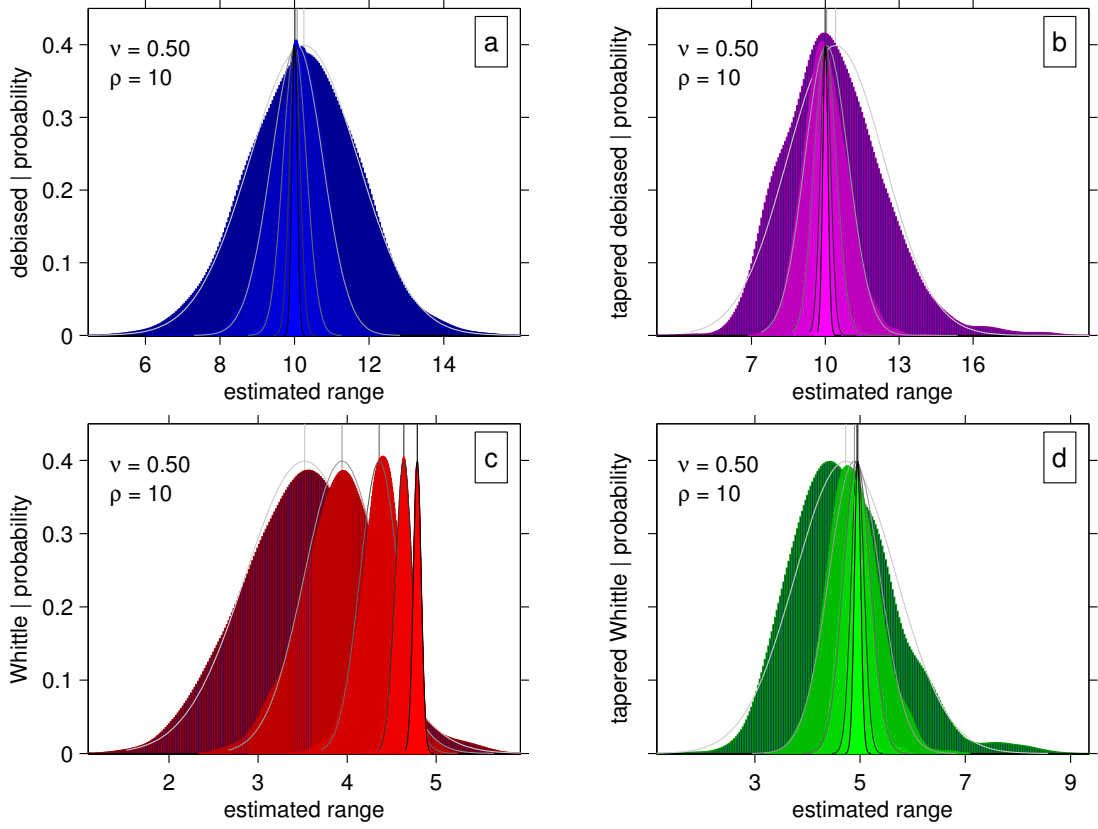 a
ν = 0.50
ρ = 10
debiased | probability
0.4
0.3
0.2
0.1
0
6 8 10 12 14
estimated range
b
ν = 0.50
ρ = 10
tapered debiased | probability
7 10 13 16
estimated range
c
ν = 0.50
ρ = 10
Whittle | probability
0.4
0.3
0.2
0.1
0
2 3 4 5
estimated range
d
ν = 0.50
ρ = 10
tapered Whittle | probability
3 5 7 9
estimated range